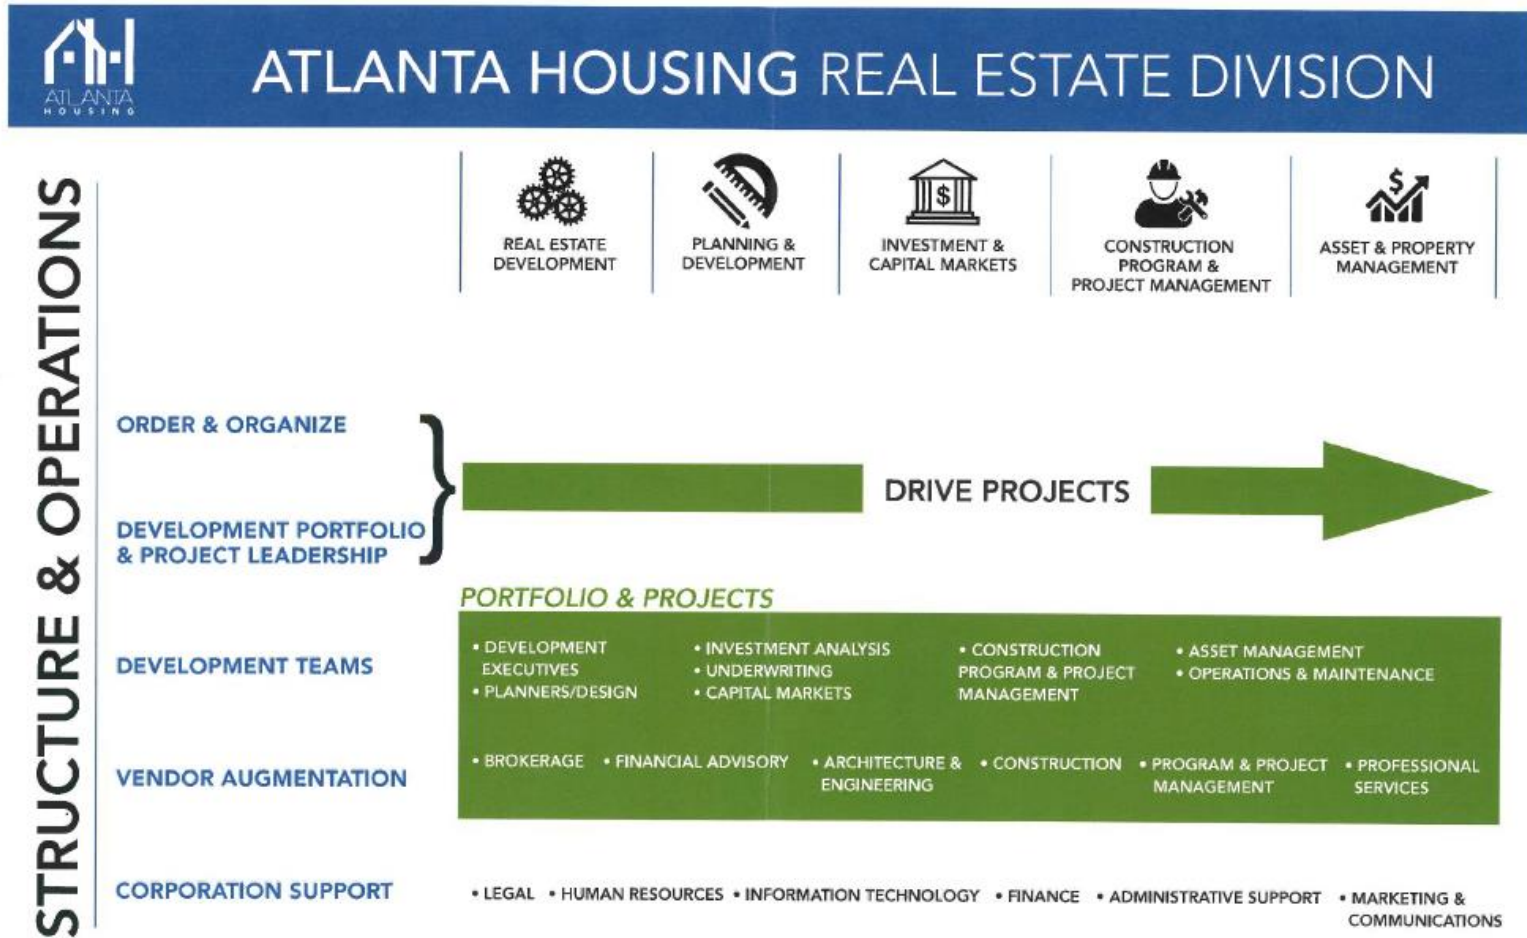 ATLANTA
HOUSING
ATLANTA HOUSING REAL ESTATE DIVISION
STRUCTURE & OPERATIONS
REAL ESTATE
DEVELOPMENT
PLANNING &
DEVELOPMENT
INVESTMENT &
CAPITAL MARKETS
CONSTRUCTION
PROGRAM &
PROJECT MANAGEMENT
ASSET & PROPERTY
MANAGEMENT
ORDER & ORGANIZE
DEVELOPMENT PORTFOLIO
& PROJECT LEADERSHIP
DRIVE PROJECTS
PORTFOLIO & PROJECTS
DEVELOPMENT TEAMS
• DEVELOPMENT
EXECUTIVES
• PLANNERS/DESIGN
• INVESTMENT ANALYSIS
• UNDERWRITING
• CAPITAL MARKETS
• CONSTRUCTION
PROGRAM & PROJECT
MANAGEMENT
• ASSET MANAGEMENT
• OPERATIONS & MAINTENANCE
VENDOR AUGMENTATION
• BROKERAGE
• FINANCIAL ADVISORY
• ARCHITECTURE &
ENGINEERING
• CONSTRUCTION
• PROGRAM & PROJECT
MANAGEMENT
• PROFESSIONAL
SERVICES
CORPORATION SUPPORT
• LEGAL • HUMAN RESOURCES • INFORMATION TECHNOLOGY • FINANCE • ADMINISTRATIVE SUPPORT • MARKETING &
COMMUNICATIONS